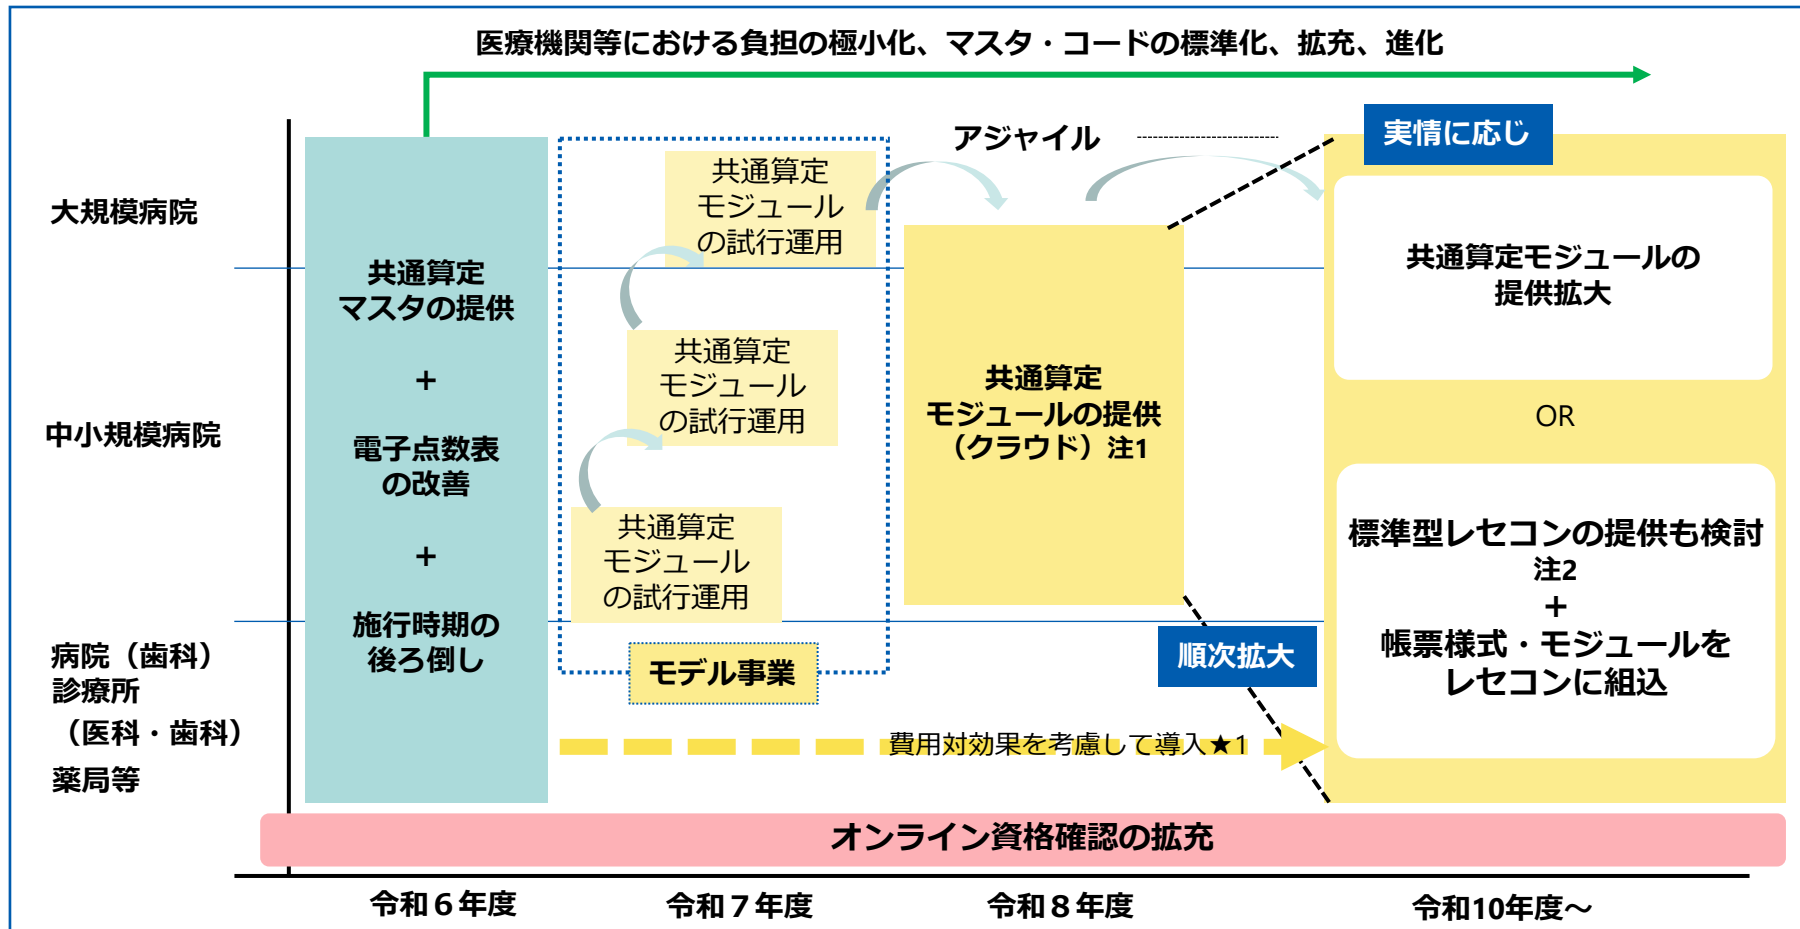 医療機関等における負担の極小化、マスタ・コードの標準化、拡充、進化
大規模病院
中小規模病院
病院（歯科）
診療所
（医科・歯科）
薬局等
共通算定
マスタの提供
+
電子点数表
の改善
+
施行時期の
後ろ倒し
共通算定
モジュール
の試行運用
共通算定
モジュール
の試行運用
共通算定
モジュール
の試行運用
モデル事業
アジャイル
共通算定
モジュールの提供
（クラウド）注1
順次拡大
費用対効果を考慮して導入★1
実情に応じ
共通算定モジュールの
提供拡大
OR
標準型レセコンの提供も検討
注2
+
帳票様式・モジュールを
レセコンに組込
オンライン資格確認の拡充
令和６年度
令和７年度
令和８年度
令和10年度～